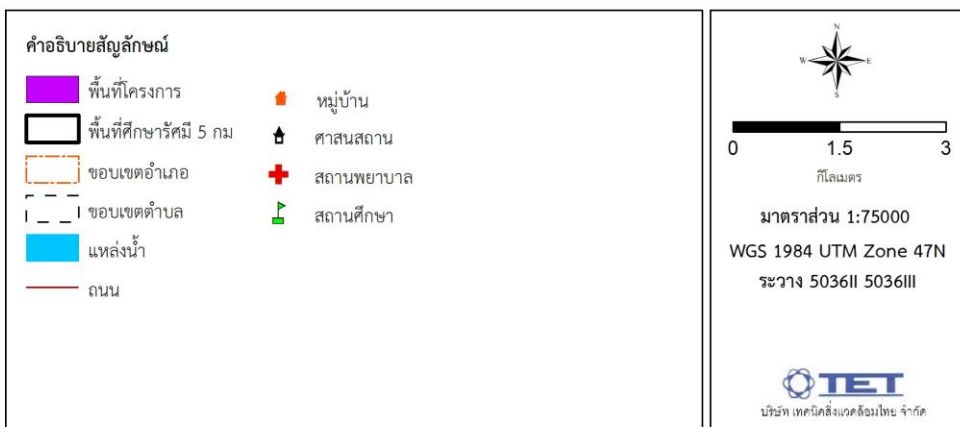 คำอธิบายสัญลักษณ์
พื้นที่โครงการ
พื้นที่ศึกษารัศมี 5 กม
ขอบเขตอำเภอ
ขอบเขตตำบล
แหล่งน้ำ
ถนน
หมู่บ้าน
ศาสนสถาน
สถานพยาบาล
สถานศึกษา
N
W E
S
0 1.5 3
กิโลเมตร
มาตราส่วน 1:75000
WGS 1984 UTM Zone 47N
ระวาง 5036II 5036III
TET
บริษัท เทคนิคสิ่งแวดล้อมไทย จำกัด